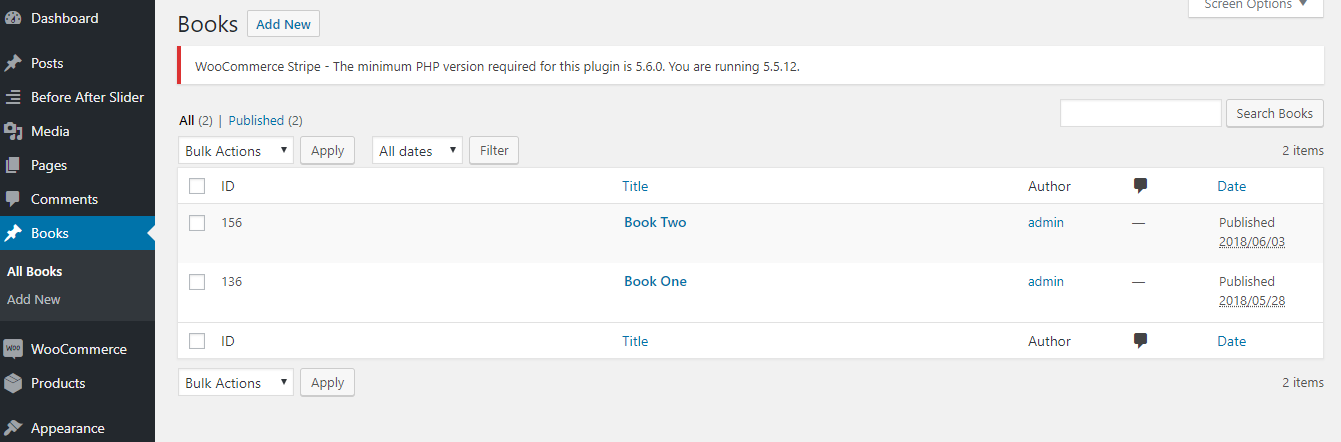 Dashboard
Posts
Before After Slider
Media
Pages
Comments
Books
All Books
Add New
WOO WooCommerce
Products
Appearance
Screen Options
Books Add New
WooCommerce Stripe - The minimum PHP version required for this plugin is 5.6.0. You are running 5.5.12.
All (2) | Published (2)
Search Books
Bulk Actions Apply All dates Filter 2 items
ID Title Author Date
156 Book Two admin — Published
2018/06/03
136 Book One admin — Published
2018/05/28
ID Title Author Date
Bulk Actions Apply 2 items